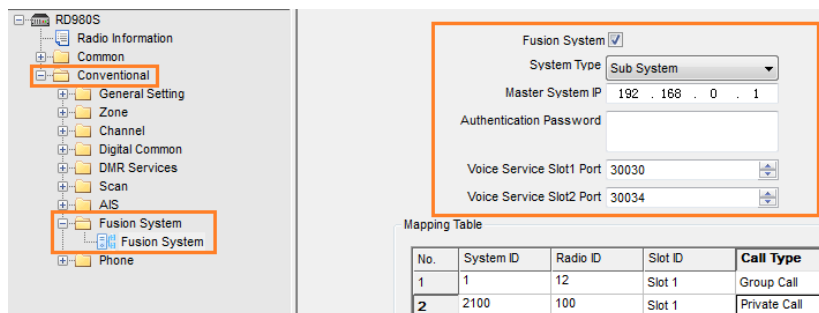 RD980S
Radio Information
Common
Conventional
General Setting
Zone
Channel
Digital Common
DMR Services
Scan
AIS
Fusion System
Fusion System
Phone
Fusion System
System Type Sub System
Master System IP 192 . 168 . 0 . 1
Authentication Password
Voice Service Slot1 Port 30030
Voice Service Slot2 Port 30034
Mapping Table
No. System ID Radio ID Slot ID Call Type
1 1 12 Slot 1 Group Call
2 2100 100 Slot 1 Private Call